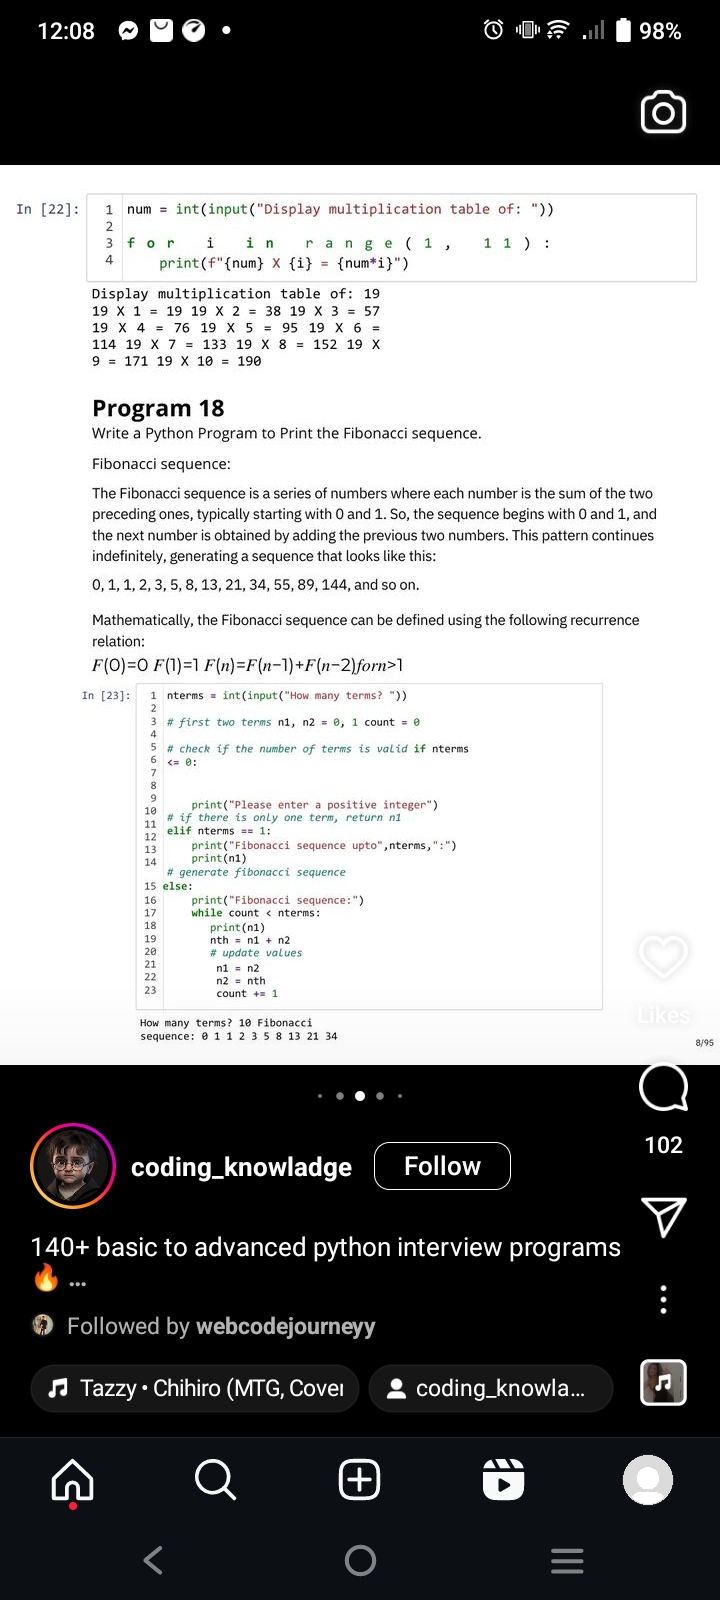 12:08
98%
In [22]:
1 num = int(input("Display multiplication table of: "))
2
3 for i in range(1, 11):
4 print(f"{num} X {i} = {num*i}")
Display multiplication table of: 19
19 X 1 = 19 19 X 2 = 38 19 X 3 = 57
19 X 4 = 76 19 X 5 = 95 19 X 6 =
114 19 X 7 = 133 19 X 8 = 152 19 X
9 = 171 19 X 10 = 190
Program 18
Write a Python Program to Print the Fibonacci sequence.
Fibonacci sequence:
The Fibonacci sequence is a series of numbers where each number is the sum of the two
preceding ones, typically starting with 0 and 1. So, the sequence begins with 0 and 1, and
the next number is obtained by adding the previous two numbers. This pattern continues
indefinitely, generating a sequence that looks like this:
0, 1, 1, 2, 3, 5, 8, 13, 21, 34, 55, 89, 144, and so on.
Mathematically, the Fibonacci sequence can be defined using the following recurrence
relation:
F(0)=0 F(1)=1 F(n)=F(n−1)+F(n−2)forn>1
In [23]:
1 nterms = int(input("How many terms? "))
2
3 # first two terms n1, n2 = 0, 1 count = 0
4
5 # check if the number of terms is valid if nterms
6 <= 0:
7
8
9 print("Please enter a positive integer")
10 # if there is only one term, return n1
11 elif nterms == 1:
12 print("Fibonacci sequence upto",nterms,":")
13 print(n1)
14 # generate fibonacci sequence
15 else:
16 print("Fibonacci sequence:")
17 while count < nterms:
18 print(n1)
19 nth = n1 + n2
20 # update values
21 n1 = n2
22 n2 = nth
23 count += 1
How many terms? 10 Fibonacci
sequence: 0 1 1 2 3 5 8 13 21 34
Likes
8/95
102
coding_knowladge
Follow
140+ basic to advanced python interview programs
🔥 ...
Followed by webcodejourneyy
Tazzy • Chihiro (MTG, Cover
coding_knowla...